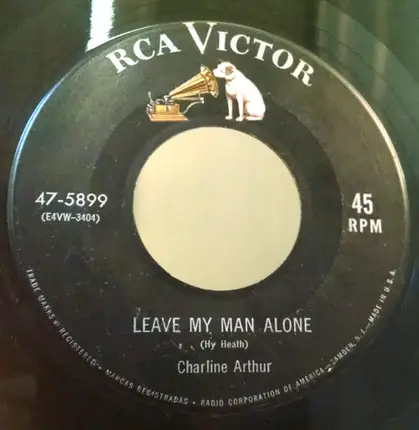 RCA VICTOR
47-5899
(E4VW-3404)
45
RPM
LEAVE MY MAN ALONE
(Hy Heath)
Charline Arthur
TRADE MARKS ® REGISTERED • MARCAS REGISTRADAS • RADIO CORPORATION OF AMERICA—CAMDEN, N. J.—MADE IN U.S.A.